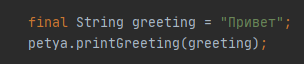 final String greeting = "Привет";
petya.printGreeting(greeting);